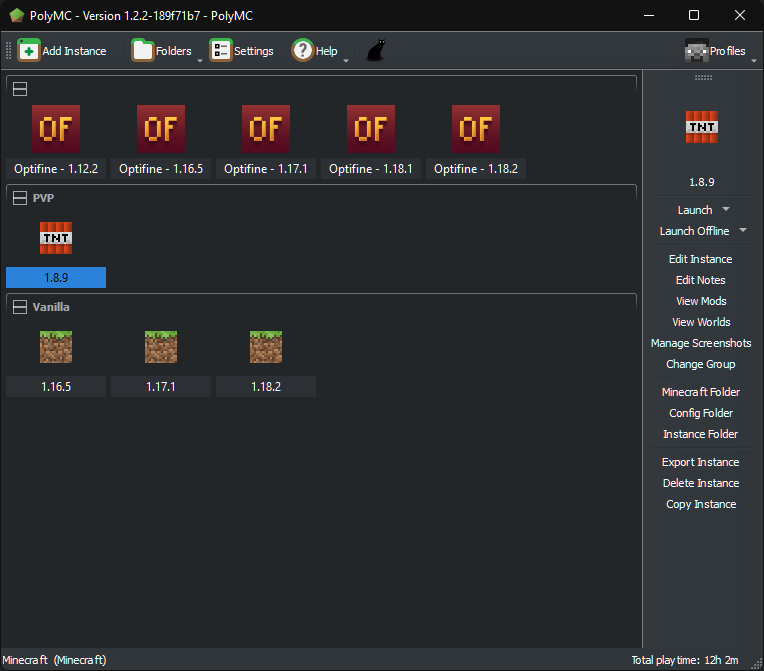 PolyMC - Version 1.2.2-189f71b7 - PolyMC
Add Instance Folders Settings Help Profiles
OF OF OF OF OF
Optifine - 1.12.2 Optifine - 1.16.5 Optifine - 1.17.1 Optifine - 1.18.1 Optifine - 1.18.2
PVP
TNT
1.8.9
Vanilla
1.16.5 1.17.1 1.18.2
TNT
1.8.9
Launch
Launch Offline
Edit Instance
Edit Notes
View Mods
View Worlds
Manage Screenshots
Change Group
Minecraft Folder
Config Folder
Instance Folder
Export Instance
Delete Instance
Copy Instance
Minecraft (Minecraft) Total playtime: 12h 2m